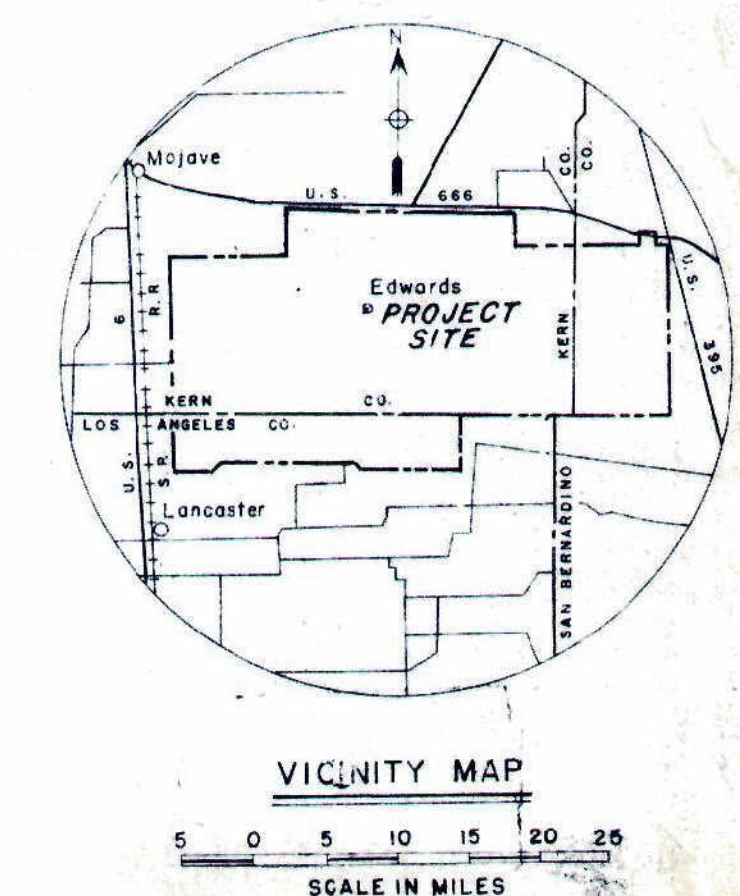 N
Mojave
U.S. 666
CO.
CO.
Edwards
PROJECT
SITE
U.S. 395
KERN
R.R.
6
KERN CO.
LOS ANGELES CO.
U.S.
S.P.
Lancaster
SAN BERNARDINO
VICINITY MAP
5 0 5 10 15 20 25
SCALE IN MILES